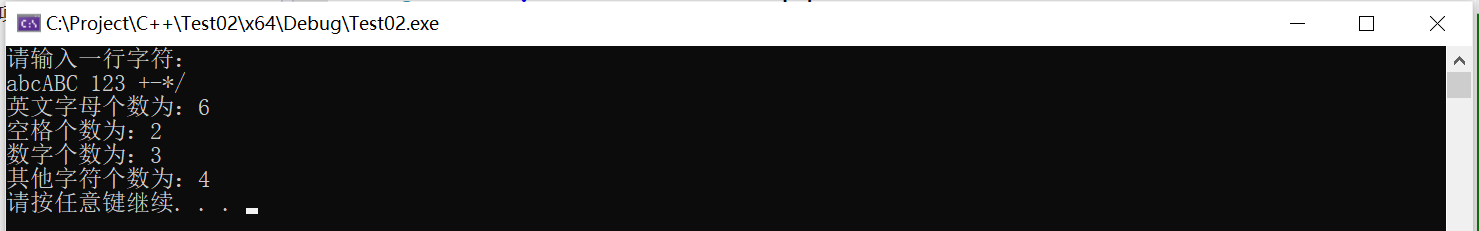 C:\Project\C++\Test02\x64\Debug\Test02.exe
请输入一行字符:
abcABC 123 +-*/
英文字母个数为: 6
空格个数为: 2
数字个数为: 3
其他字符个数为: 4
请按任意键继续. . .